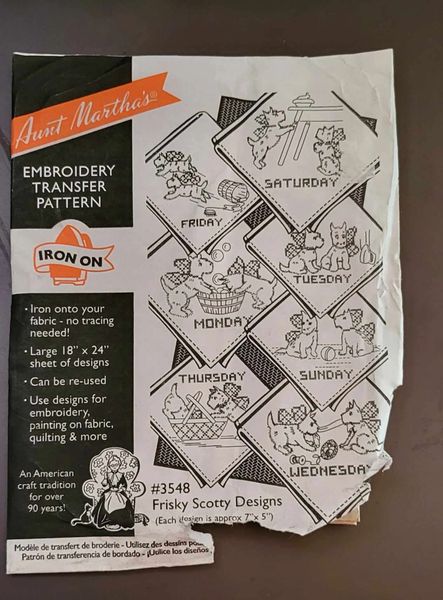 Aunt Martha's®
EMBROIDERY
TRANSFER
PATTERN
IRON ON
• Iron onto your
fabric - no tracing
needed!
• Large 18" x 24"
sheet of designs
• Can be re-used
• Use designs for
embroidery,
painting on fabric,
quilting & more
An American
craft tradition
for over
90 years!
SATURDAY
FRIDAY
TUESDAY
MONDAY
SUNDAY
THURSDAY
WEDNESDAY
#3548
Frisky Scotty Designs
(Each design is approx 7"x 5")
Modèle de transfert de broderie - Utilisez des dessins
Patrón de transferencia de bordado - ¡Utilice los diseños